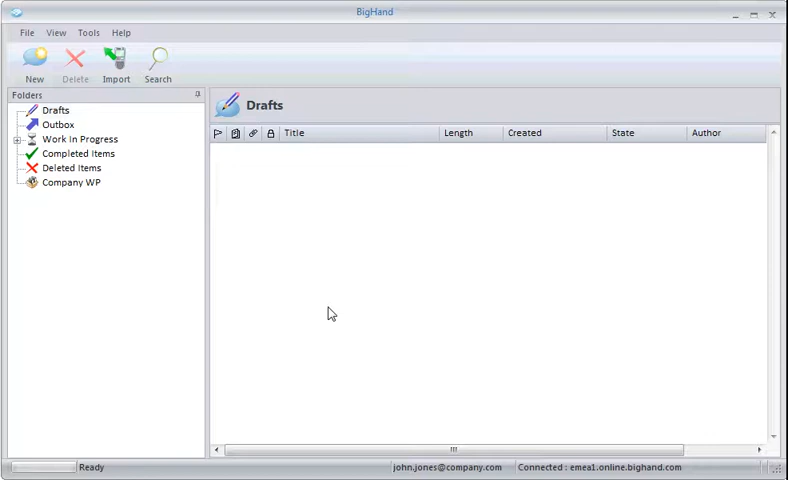 BigHand
File View Tools Help
New Delete Import Search
Folders
Drafts
Outbox
Work In Progress
Completed Items
Deleted Items
Company WP
Drafts
Title Length Created State Author
Ready john.jones@company.com Connected : emea1.online.bighand.com